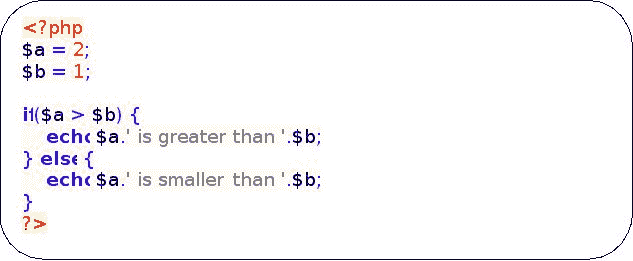 <?php
$a = 2;
$b = 1;
if($a > $b) {
echo $a.' is greater than '.$b;
} else {
echo $a.' is smaller than '.$b;
}
?>